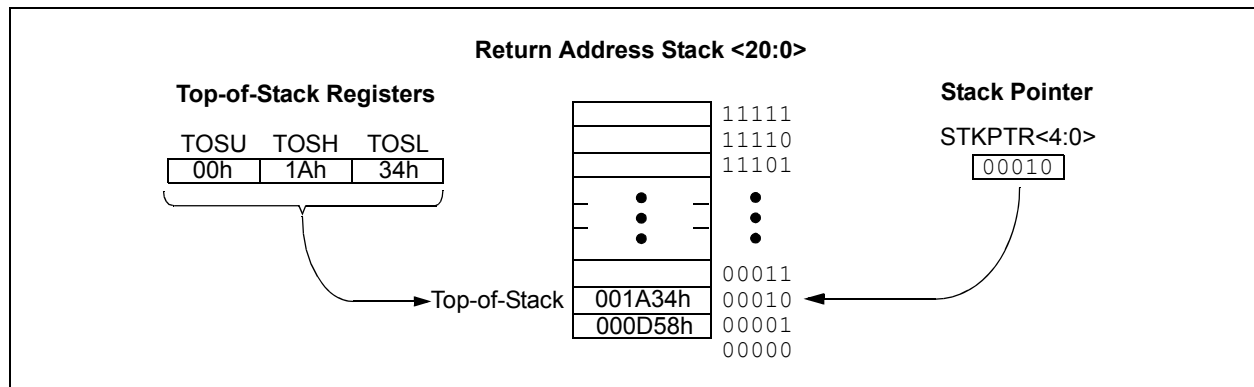 Return Address Stack <20:0>
Top-of-Stack Registers
Stack Pointer
TOSU TOSH TOSL
STKPTR<4:0>
00h 1Ah 34h
00010
11111
11110
11101
00011
Top-of-Stack 001A34h 00010
000D58h 00001
00000